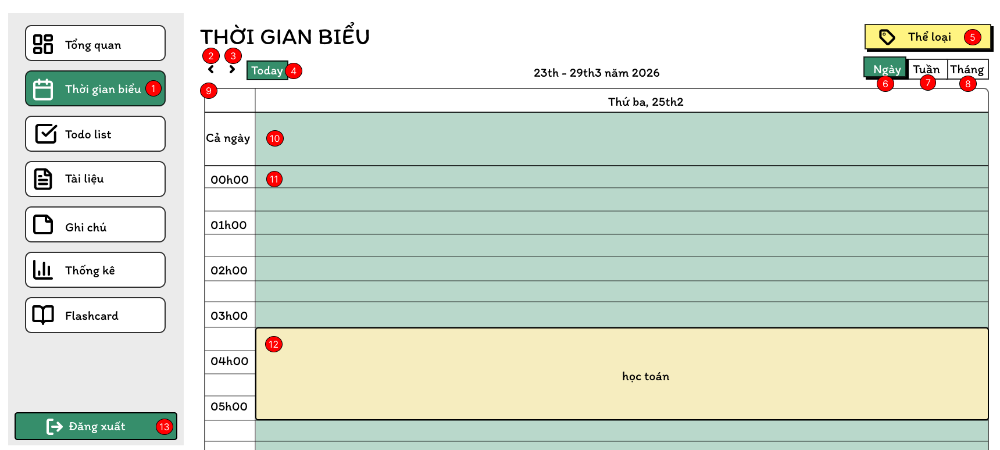 Tổng quan
Thời gian biểu 1
Todo list
Tài liệu
Ghi chú
Thống kê
Flashcard
Đăng xuất 13
THỜI GIAN BIỂU
2 3
Today 4
23th - 29th3 năm 2026
Thể loại 5
Ngày Tuần Tháng
6 7 8
9
Thứ ba, 25th2
Cả ngày 10
00h00 11
01h00
02h00
03h00
12
04h00
học toán
05h00